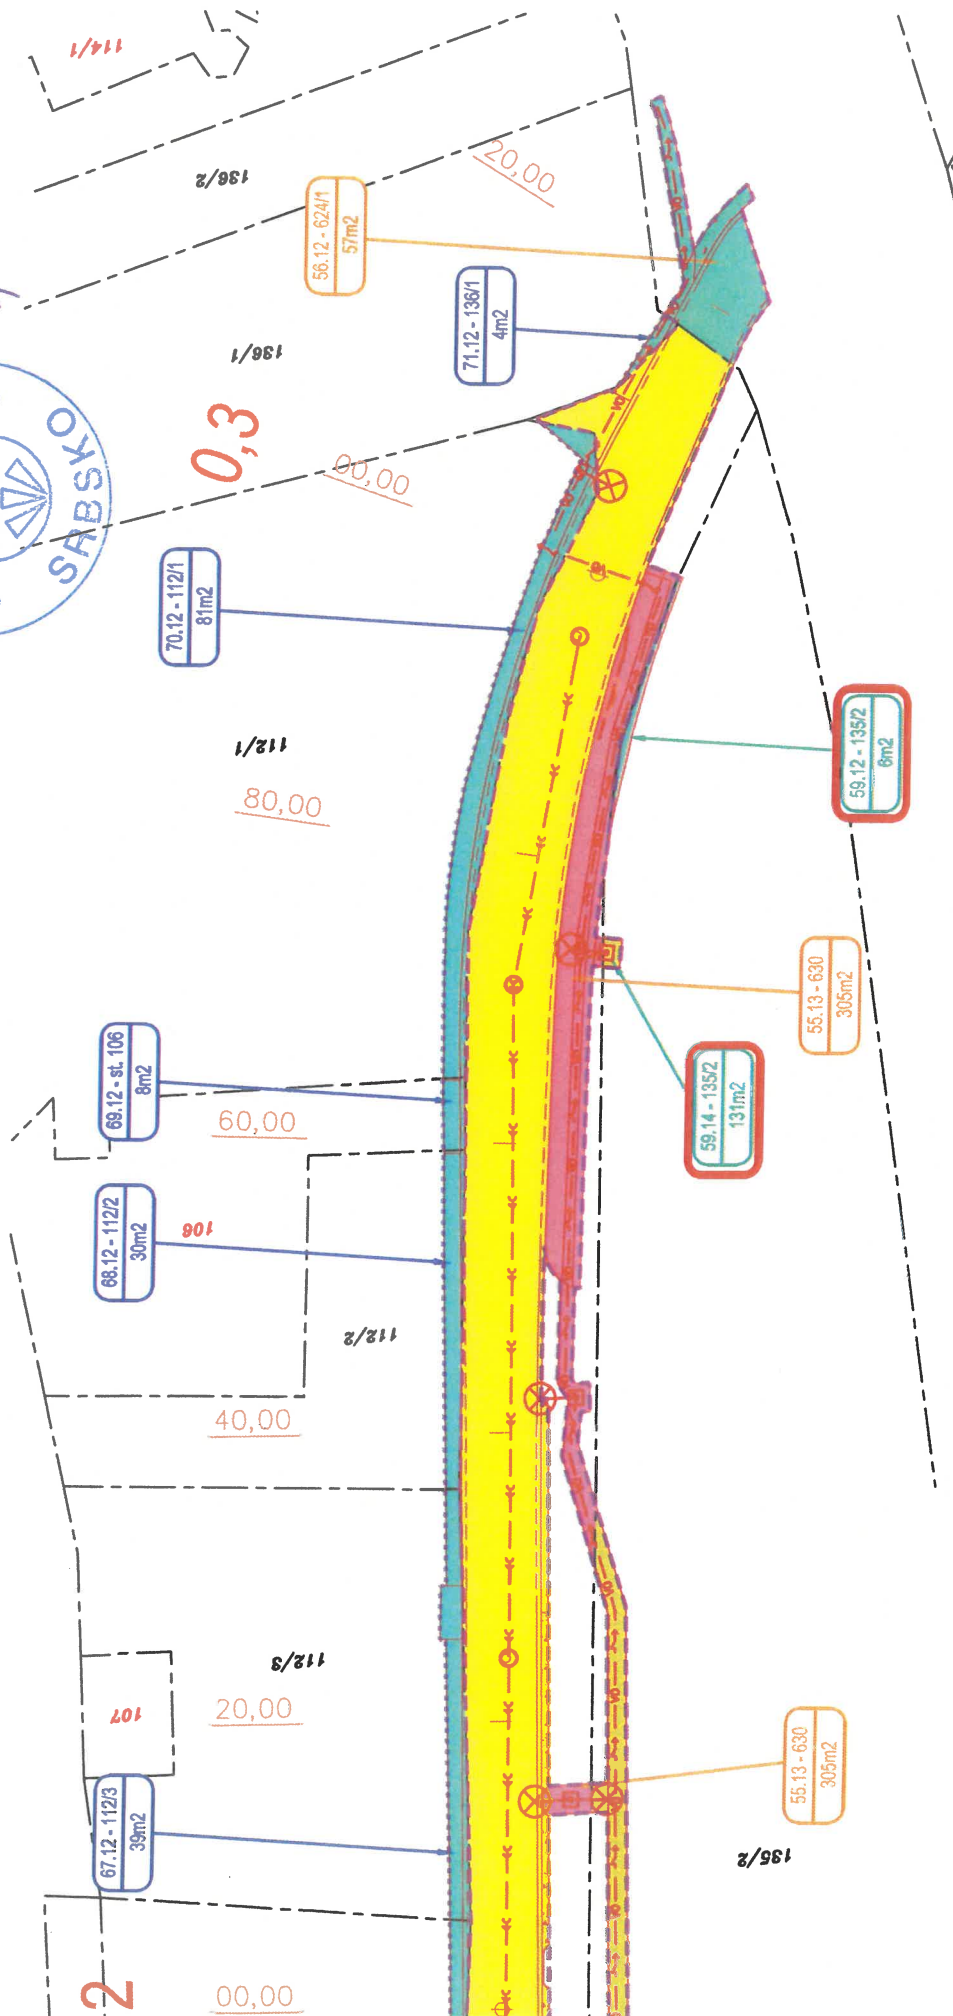 114/1
136/2
20,00
56.12 - 624/1
57m2
71.12 - 136/1
4m2
136/1
0,3
SRBSKO
00,00
70.12 - 112/1
81m2
112/1
80,00
59.12 - 135/2
6m2
55.13 - 630
305m2
69.12 - st. 106
8m2
60,00
59.14 - 135/2
131m2
68.12 - 112/2
30m2
106
112/2
40,00
112/3
107
20,00
67.12 - 112/3
39m2
55.13 - 630
305m2
135/2
2
00,00